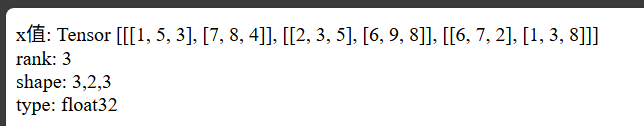 x值: Tensor [[[1, 5, 3], [7, 8, 4]], [[2, 3, 5], [6, 9, 8]], [[6, 7, 2], [1, 3, 8]]]
rank: 3
shape: 3,2,3
type: float32